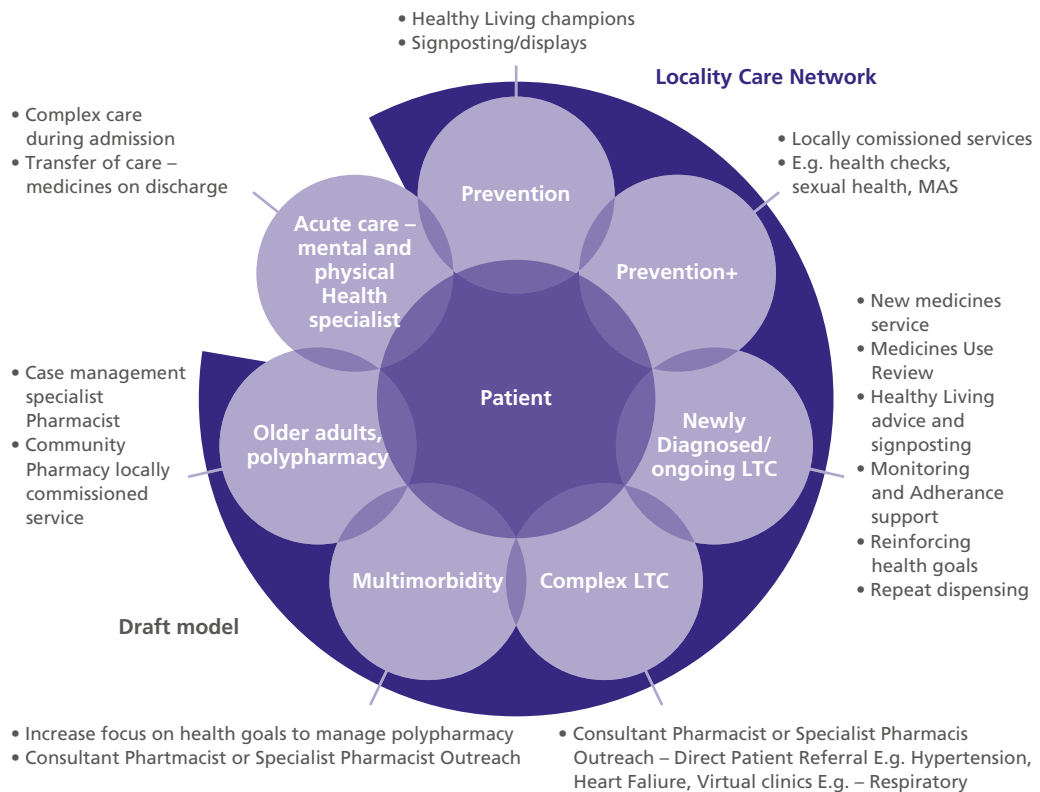 • Healthy Living champions
• Signposting/displays
Locality Care Network
• Complex care
during admission
• Transfer of care –
medicines on discharge
• Locally comissioned services
• E.g. health checks,
sexual health, MAS
Prevention
Acute care –
mental and
physical
Health
specialist
Prevention+
• New medicines
service
• Medicines Use
Review
• Healthy Living
advice and
signposting
• Monitoring
and Adherance
support
• Reinforcing
health goals
• Repeat dispensing
• Case management
specialist
Pharmacist
• Community
Pharmacy locally
commissioned
service
Patient
Older adults,
polypharmacy
Newly
Diagnosed/
ongoing LTC
Multimorbidity
Complex LTC
Draft model
• Increase focus on health goals to manage polypharmacy
• Consultant Phartmacist or Specialist Pharmacist Outreach
• Consultant Pharmacist or Specialist Pharmacis
Outreach – Direct Patient Referral E.g. Hypertension,
Heart Faliure, Virtual clinics E.g. – Respiratory